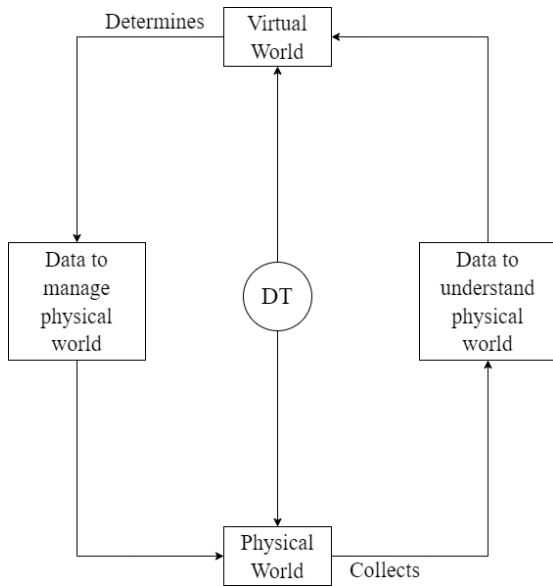 Determines
Virtual
World
Data to
manage
physical
world
DT
Data to
understand
physical
world
Physical
World
Collects